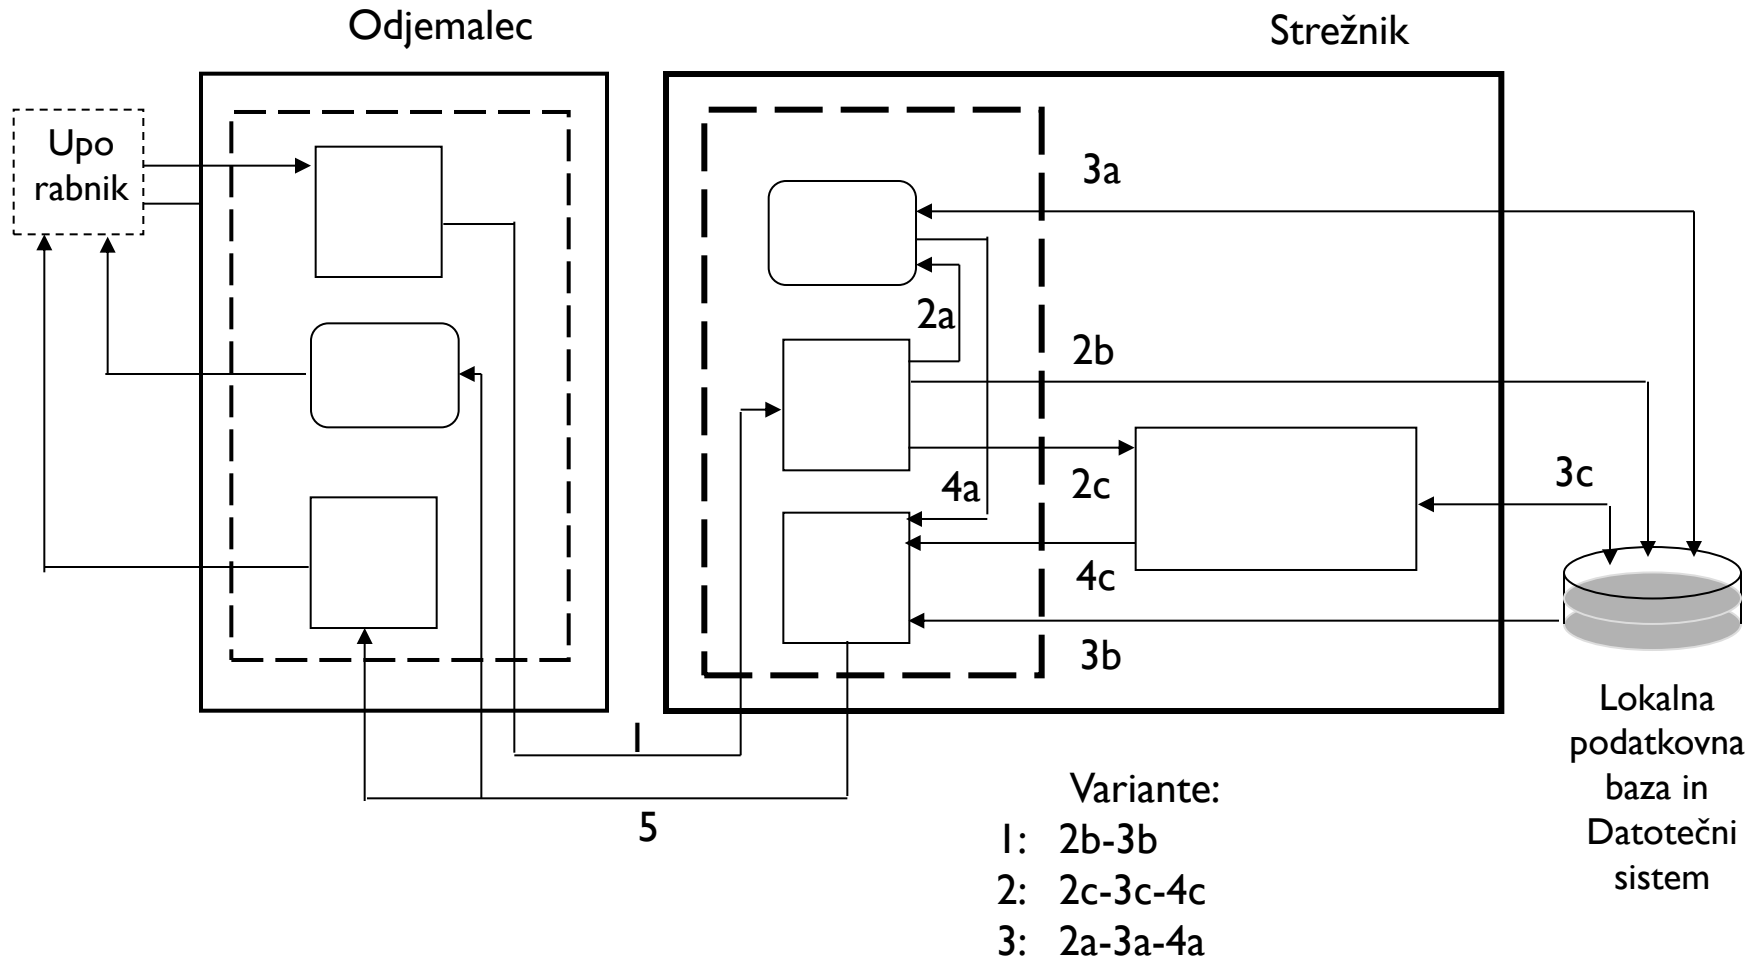 Odjemalec
Strežnik
Upo
rabnik
3a
2a
2b
2c
3c
4a
4c
3b
1
5
Lokalna
podatkovna
baza in
Datotečni
sistem
Variante:
1: 2b-3b
2: 2c-3c-4c
3: 2a-3a-4a